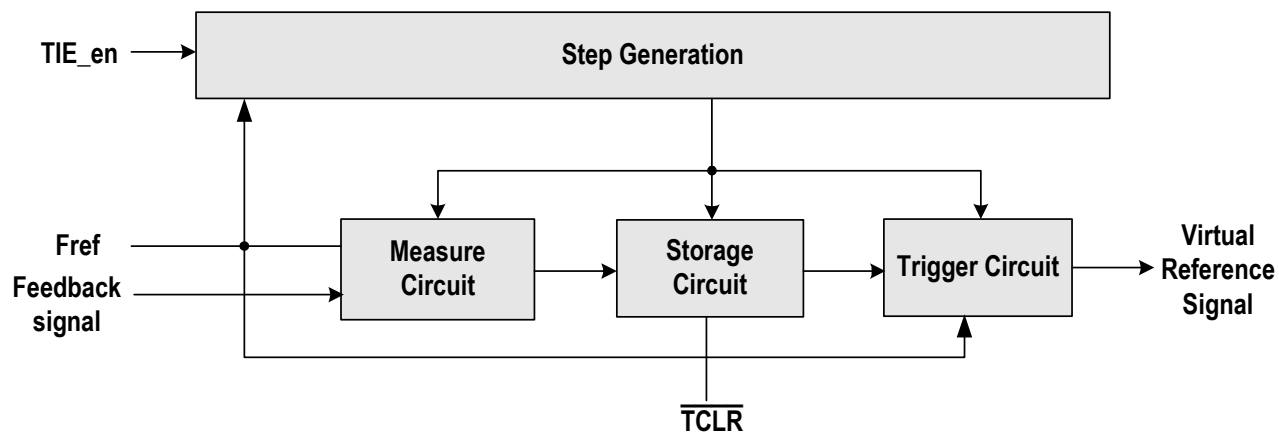 TIE_en
Step Generation
Fref
Feedback
signal
Measure
Circuit
Storage
Circuit
Trigger Circuit
Virtual
Reference
Signal
TCLR